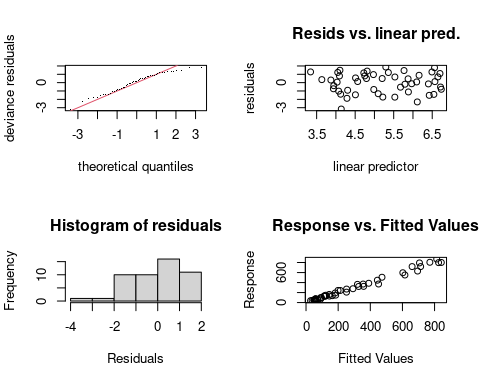 deviance residuals
0
-3
-3 -1 1 2 3
theoretical quantiles
Resids vs. linear pred.
residuals
0
-3
3.5 4.5 5.5 6.5
linear predictor
Histogram of residuals
Frequency
10
0
-4 -2 0 1 2
Residuals
Response vs. Fitted Values
Response
600
0
0 200 400 600 800
Fitted Values